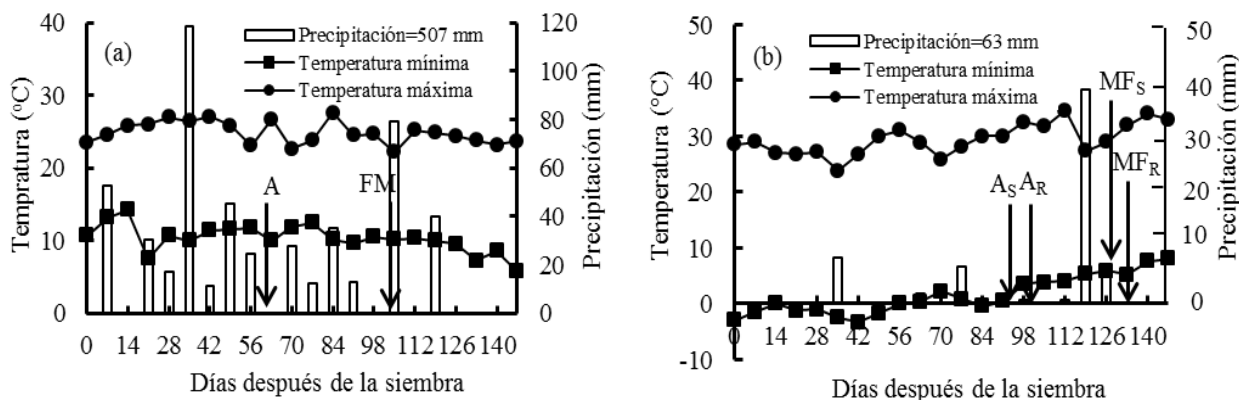 (a)
Precipitación=507 mm
Temperatura mínima
Temperatura máxima
40
30
20
10
0
Tempratura (°C)
120
100
80
60
40
20
0
Precipitación (mm)
A
FM
0 14 28 42 56 70 84 98 112 126 140
Días después de la siembra
(b)
Precipitación=63 mm
Temperatura mínima
Temperatura máxima
50
40
30
20
10
0
-10
Temperatura (°C)
50
40
30
20
10
0
Precipitación (mm)
MFS
MFR
AS AR
0 14 28 42 56 70 84 98 112 126 140
Días después de la siembra